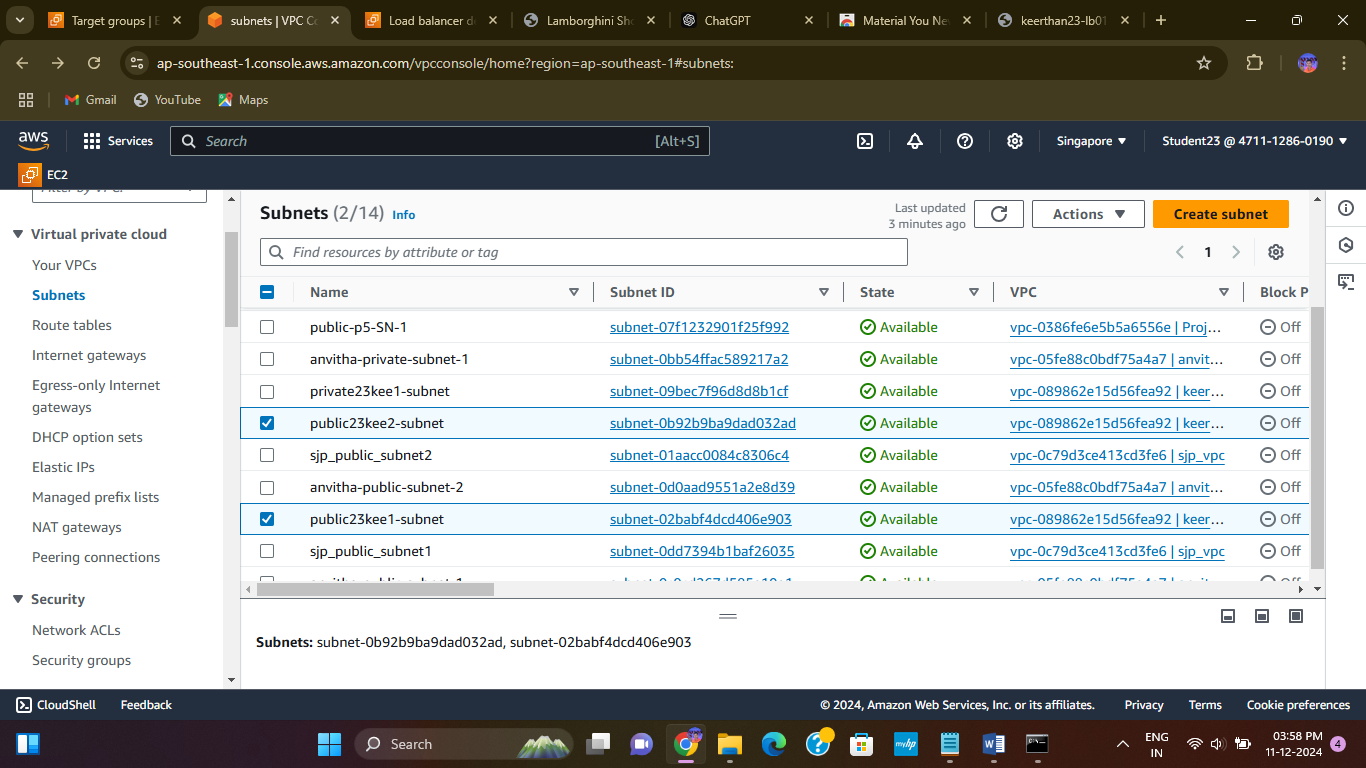 Target groups | E
subnets | VPC Co
Load balancer de
Lamborghini Sho
ChatGPT
Material You Ne
keerthan23-lb01
ap-southeast-1.console.aws.amazon.com/vpcconsole/home?region=ap-southeast-1#subnets:
Gmail
YouTube
Maps
aws
Services
Search
[Alt+S]
Singapore
Student23 @ 4711-1286-0190
EC2
Virtual private cloud
Your VPCs
Subnets
Route tables
Internet gateways
Egress-only Internet
gateways
DHCP option sets
Elastic IPs
Managed prefix lists
NAT gateways
Peering connections
Security
Network ACLs
Security groups
Subnets (2/14) Info
Last updated
3 minutes ago
Actions
Create subnet
Find resources by attribute or tag
1
Name Subnet ID State VPC Block P
public-p5-SN-1 subnet-07f1232901f25f992 Available vpc-0386fe6e5b5a6556e | Proj... Off
anvitha-private-subnet-1 subnet-0bb54ffac589217a2 Available vpc-05fe88c0bdf75a4a7 | anvit... Off
private23kee1-subnet subnet-09bec7f96d8d8b1cf Available vpc-089862e15d56fea92 | keer... Off
public23kee2-subnet subnet-0b92b9ba9dad032ad Available vpc-089862e15d56fea92 | keer... Off
sjp_public_subnet2 subnet-01aacc0084c8306c4 Available vpc-0c79d3ce413cd3fe6 | sjp_vpc Off
anvitha-public-subnet-2 subnet-0d0aad9551a2e8d39 Available vpc-05fe88c0bdf75a4a7 | anvit... Off
public23kee1-subnet subnet-02babf4dcd406e903 Available vpc-089862e15d56fea92 | keer... Off
sjp_public_subnet1 subnet-0dd7394b1baf26035 Available vpc-0c79d3ce413cd3fe6 | sjp_vpc Off
Subnets: subnet-0b92b9ba9dad032ad, subnet-02babf4dcd406e903
CloudShell
Feedback
© 2024, Amazon Web Services, Inc. or its affiliates.
Privacy
Terms
Cookie preferences
Search
myhp
ENG
IN
03:58 PM
11-12-2024
4